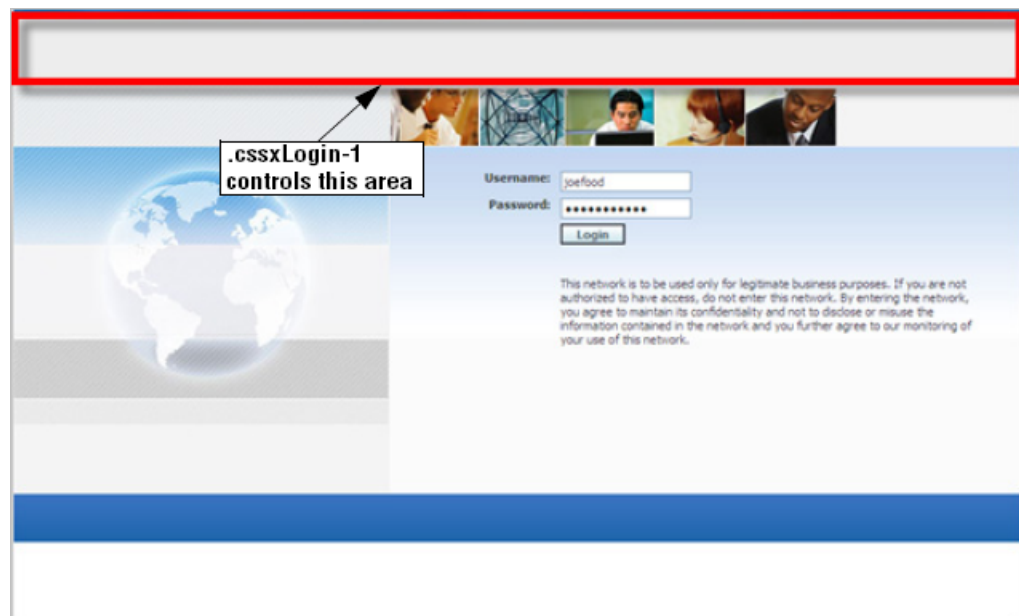 .cssxLogin-1
controls this area
Username:
joefood
Password:
•••••••••••
Login
This network is to be used only for legitimate business purposes. If you are not
authorized to have access, do not enter this network. By entering the network,
you agree to maintain its confidentiality and not to disclose or misuse the
information contained in the network and you further agree to our monitoring of
your use of this network.